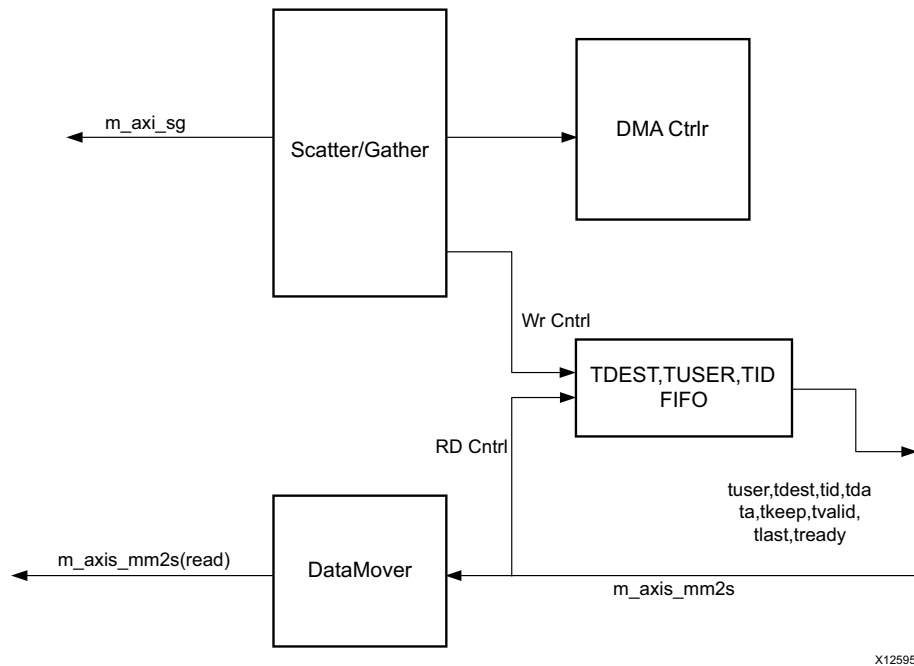 m_axi_sg
Scatter/Gather
DMA Ctrlr
Wr Cntrl
TDEST,TUSER,TID
FIFO
RD Cntrl
tuser,tdest,tid,tda
ta,tkeep,tvalid,
tlast,tready
m_axis_mm2s(read)
DataMover
m_axis_mm2s
X12595